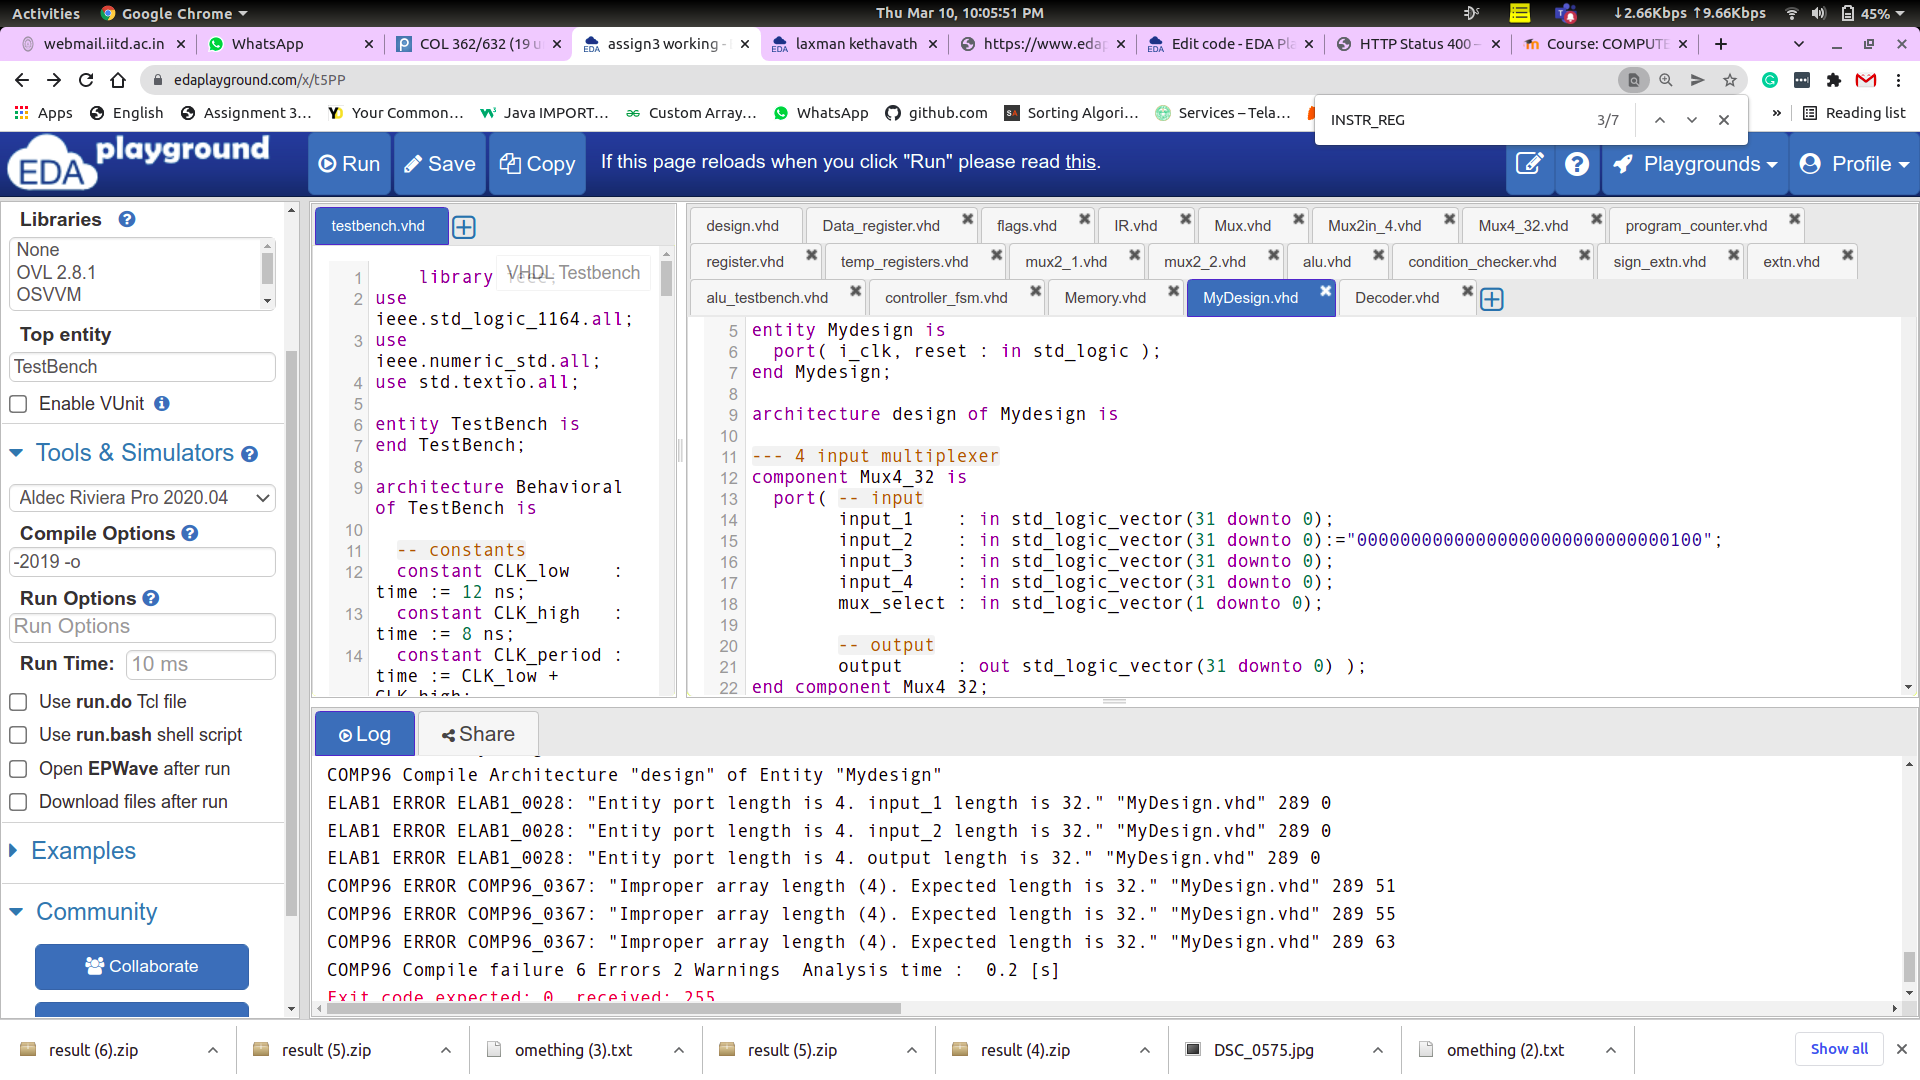 Activities
Google Chrome
Thu Mar 10, 10:05:51 PM
↓2.66Kbps ↑9.66Kbps
45%
webmail.iitd.ac.in
WhatsApp
COL 362/632 (19 u
assign3 working -
laxman kethavath
https://www.edap
Edit code - EDA Pl
HTTP Status 400 –
Course: COMPUTE
edaplayground.com/x/t5PP
Apps
English
Assignment 3...
Your Common...
Java IMPORT...
Custom Array...
WhatsApp
github.com
Sorting Algori...
Services – Tela...
»
Reading list
INSTR_REG
3/7
EDA playground
Run
Save
Copy
If this page reloads when you click "Run" please read this.
Playgrounds
Profile
Libraries
None
OVL 2.8.1
OSVVM
Top entity
TestBench
Enable VUnit
Tools & Simulators
Aldec Riviera Pro 2020.04
Compile Options
-2019 -o
Run Options
Run Options
Run Time:
10 ms
Use run.do Tcl file
Use run.bash shell script
Open EPWave after run
Download files after run
Examples
Community
Collaborate
testbench.vhd
VHDL Testbench
1 library ieee;
2 use
ieee.std_logic_1164.all;
3 use
ieee.numeric_std.all;
4 use std.textio.all;
5
6 entity TestBench is
7 end TestBench;
8
9 architecture Behavioral
of TestBench is
10
11 -- constants
12 constant CLK_low :
time := 12 ns;
13 constant CLK_high :
time := 8 ns;
14 constant CLK_period :
time := CLK_low +
CLK_high;
design.vhd
Data_register.vhd
flags.vhd
IR.vhd
Mux.vhd
Mux2in_4.vhd
Mux4_32.vhd
program_counter.vhd
register.vhd
temp_registers.vhd
mux2_1.vhd
mux2_2.vhd
alu.vhd
condition_checker.vhd
sign_extn.vhd
extn.vhd
alu_testbench.vhd
controller_fsm.vhd
Memory.vhd
MyDesign.vhd
Decoder.vhd
5 entity Mydesign is
6 port( i_clk, reset : in std_logic );
7 end Mydesign;
8
9 architecture design of Mydesign is
10
11 --- 4 input multiplexer
12 component Mux4_32 is
13 port( -- input
14 input_1 : in std_logic_vector(31 downto 0);
15 input_2 : in std_logic_vector(31 downto 0):="00000000000000000000000000000100";
16 input_3 : in std_logic_vector(31 downto 0);
17 input_4 : in std_logic_vector(31 downto 0);
18 mux_select : in std_logic_vector(1 downto 0);
19
20 -- output
21 output : out std_logic_vector(31 downto 0) );
22 end component Mux4_32;
Log
Share
COMP96 Compile Architecture "design" of Entity "Mydesign"
ELAB1 ERROR ELAB1_0028: "Entity port length is 4. input_1 length is 32." "MyDesign.vhd" 289 0
ELAB1 ERROR ELAB1_0028: "Entity port length is 4. input_2 length is 32." "MyDesign.vhd" 289 0
ELAB1 ERROR ELAB1_0028: "Entity port length is 4. output length is 32." "MyDesign.vhd" 289 0
COMP96 ERROR COMP96_0367: "Improper array length (4). Expected length is 32." "MyDesign.vhd" 289 51
COMP96 ERROR COMP96_0367: "Improper array length (4). Expected length is 32." "MyDesign.vhd" 289 55
COMP96 ERROR COMP96_0367: "Improper array length (4). Expected length is 32." "MyDesign.vhd" 289 63
COMP96 Compile failure 6 Errors 2 Warnings Analysis time : 0.2 [s]
Exit code expected: 0, received: 255
result (6).zip
result (5).zip
omething (3).txt
result (5).zip
result (4).zip
DSC_0575.jpg
omething (2).txt
Show all